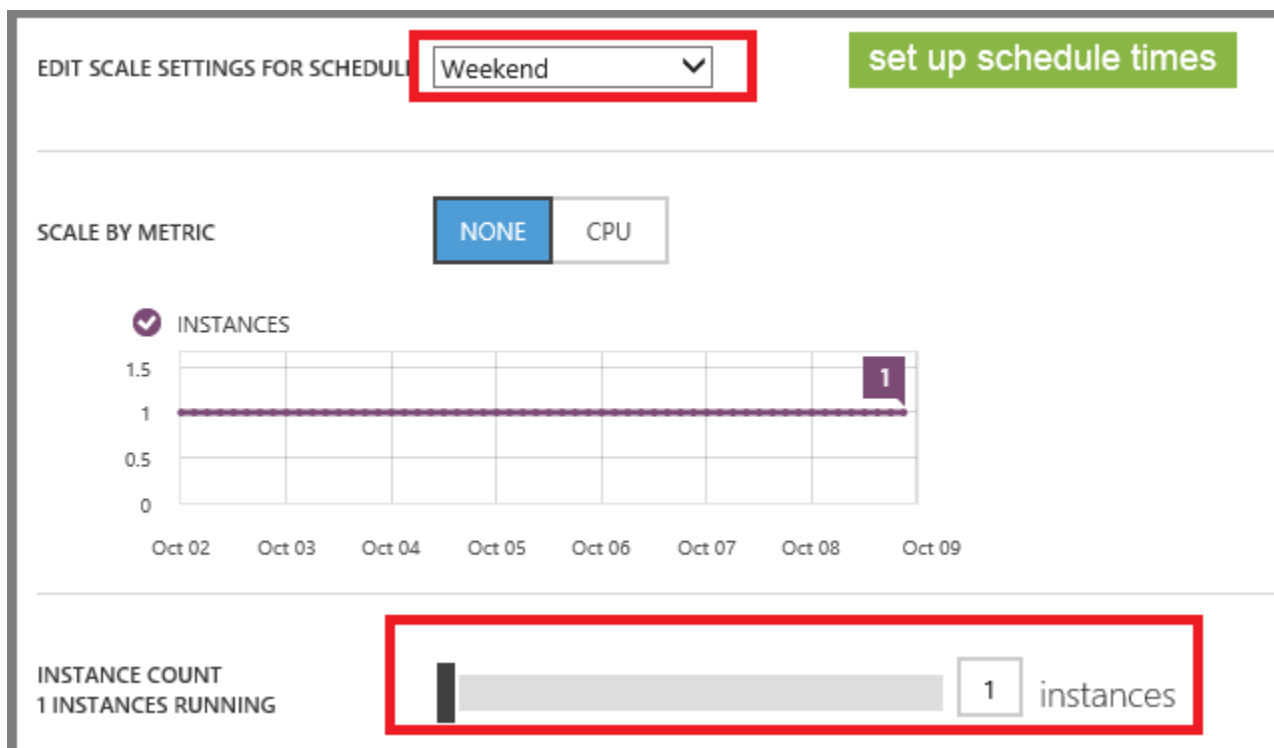 EDIT SCALE SETTINGS FOR SCHEDUL Weekend set up schedule times
SCALE BY METRIC NONE CPU
INSTANCES
1.5
1
1
0.5
0
Oct 02 Oct 03 Oct 04 Oct 05 Oct 06 Oct 07 Oct 08 Oct 09
INSTANCE COUNT
1 INSTANCES RUNNING
1 instances